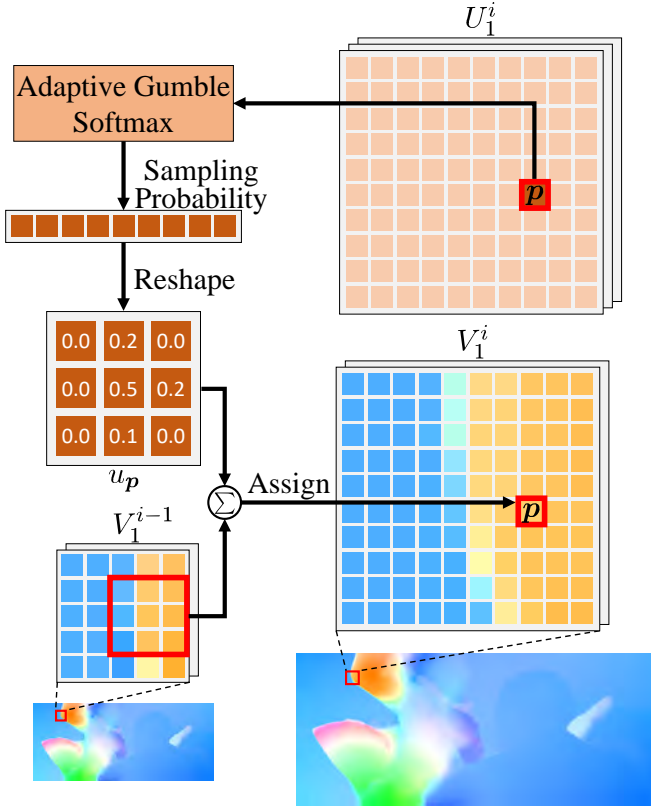 U_1^i
Adaptive Gumble
Softmax
p
Sampling
Probability
Reshape
0.0 0.2 0.0
0.0 0.5 0.2
0.0 0.1 0.0
u_p
V_1^i
∑
Assign
p
V_1^{i-1}